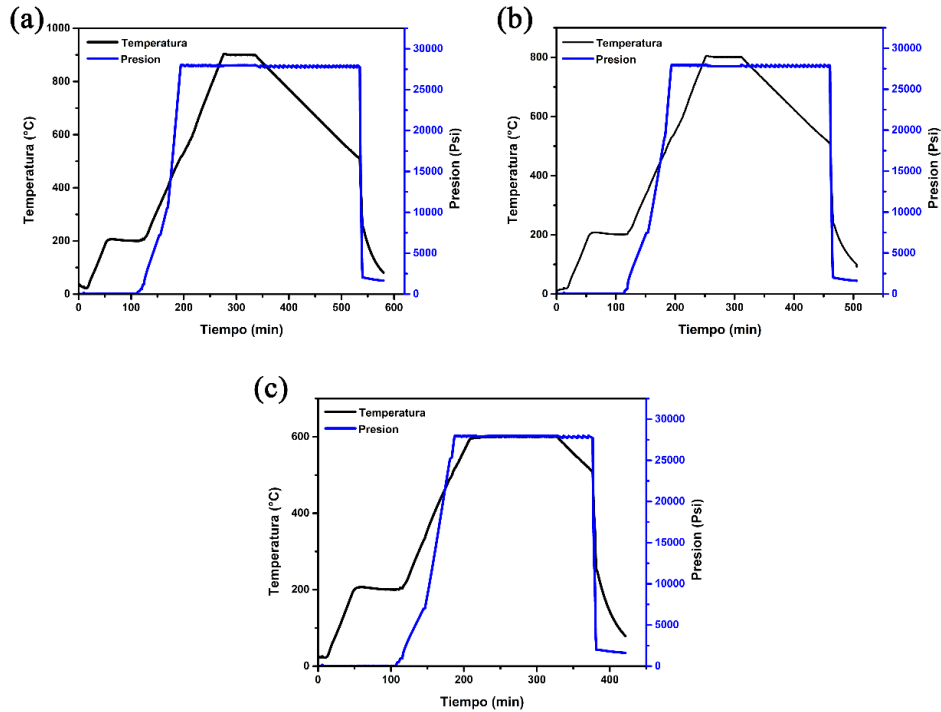 (a)
1000
800
600
400
200
0
Temperatura (°C)
Temperatura
Presion
30000
25000
20000
15000
10000
5000
0
Presion (Psi)
0 100 200 300 400 500 600
Tiempo (min)
(b)
800
600
400
200
0
Temperatura (°C)
Temperatura
Presion
30000
25000
20000
15000
10000
5000
0
Presion (Psi)
0 100 200 300 400 500
Tiempo (min)
(c)
600
400
200
0
Temperatura (°C)
Temperatura
Presion
30000
25000
20000
15000
10000
5000
0
Presion (Psi)
0 100 200 300 400
Tiempo (min)